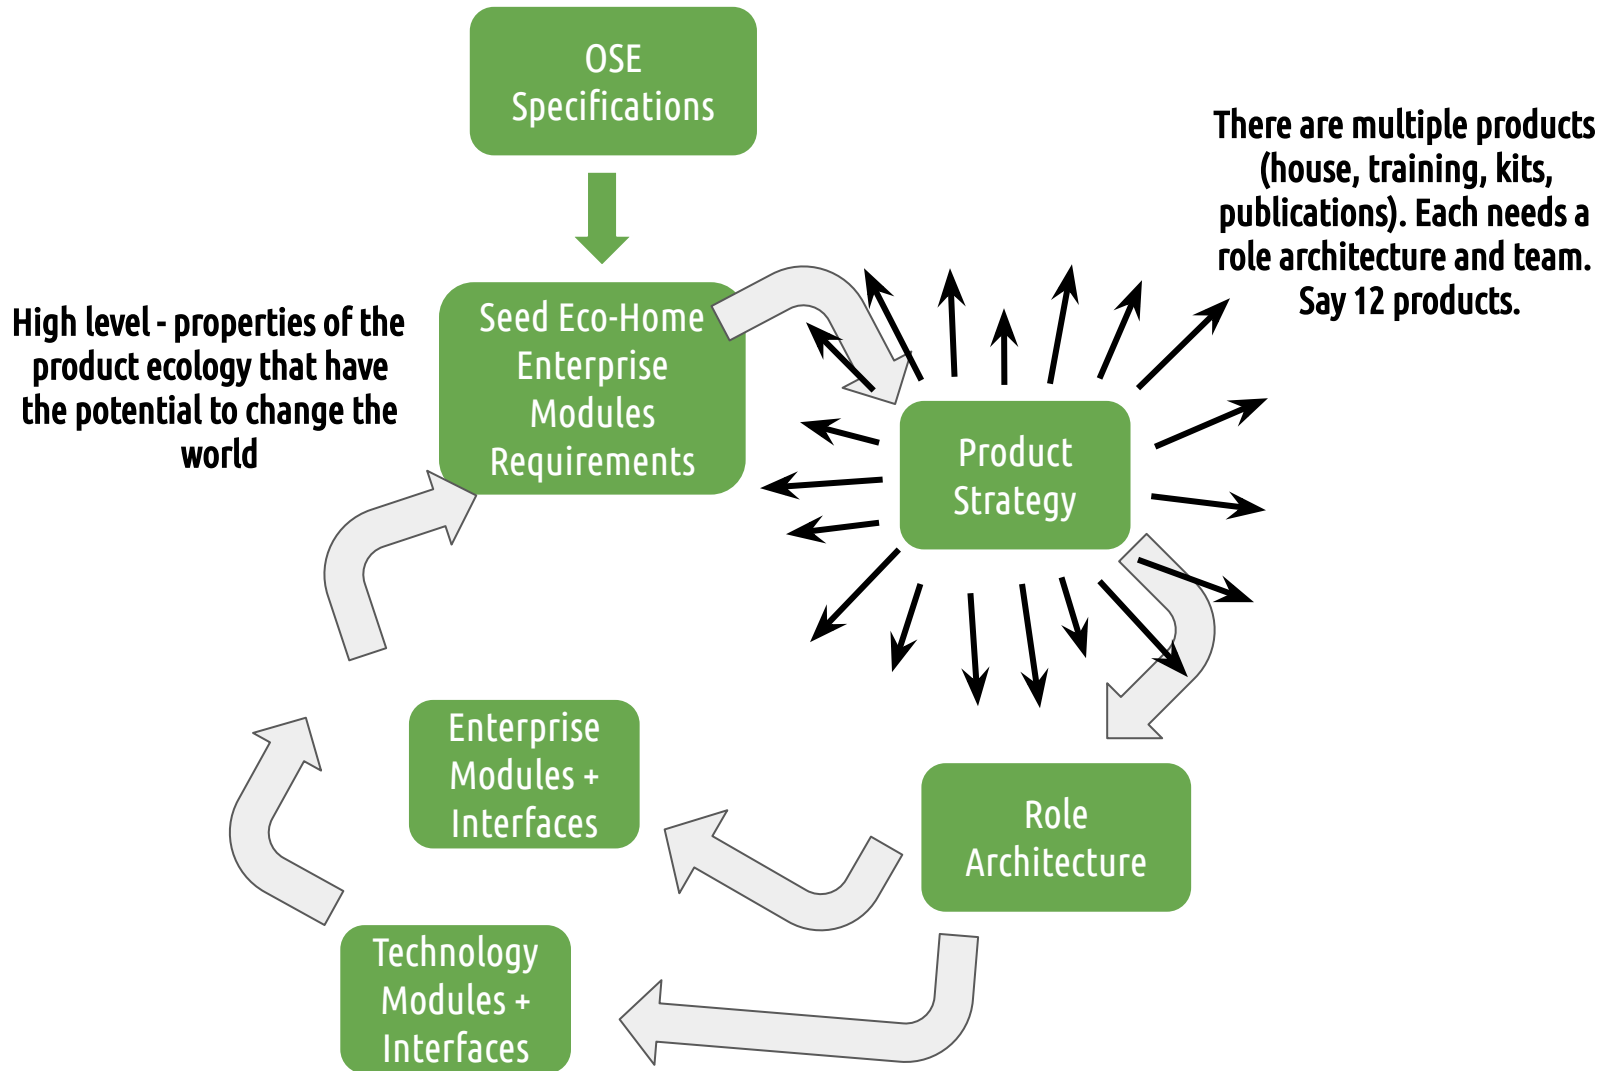 OSE
Specifications
There are multiple products
(house, training, kits,
publications). Each needs a
role architecture and team.
Say 12 products.
High level - properties of the
product ecology that have
the potential to change the
world
Seed Eco-Home
Enterprise
Modules
Requirements
Product
Strategy
Enterprise
Modules +
Interfaces
Role
Architecture
Technology
Modules +
Interfaces